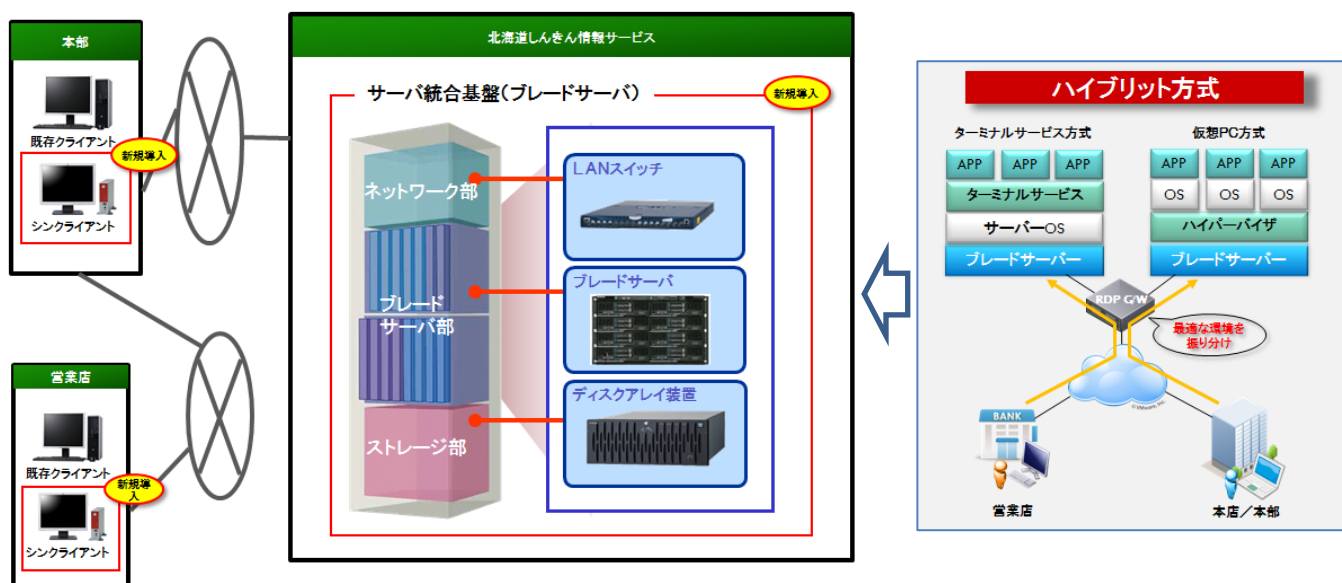 本部
既存クライアント
新規導入
シンクライアント
営業店
既存クライアント
新規導
入
シンクライアント
北海道しんきん情報サービス
サーバ統合基盤(ブレードサーバ)
新規導入
ネットワーク部
ブレード
サーバ部
ストレージ部
LANスイッチ
ブレードサーバ
ディスクアレイ装置
ハイブリット方式
ターミナルサービス方式
APP APP APP
ターミナルサービス
サーバーOS
ブレードサーバー
仮想PC方式
APP APP APP
OS OS OS
ハイパーバイザ
ブレードサーバー
RDP G/W
最適な環境を
振り分け
©VMware, Inc.
BANK
営業店
本店/本部